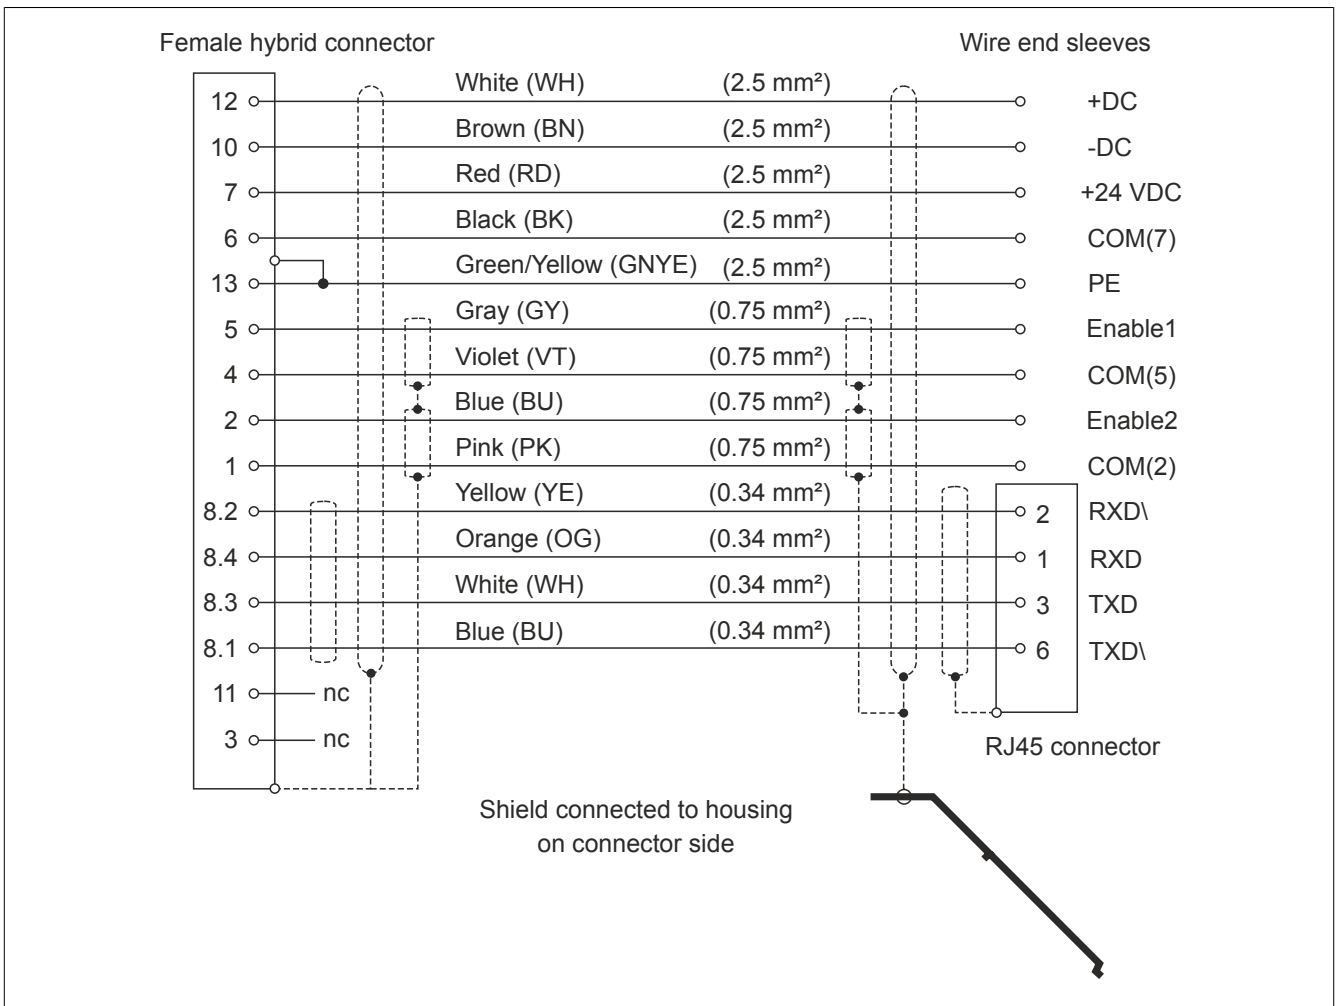 Female hybrid connector Wire end sleeves
12 White (WH) (2.5 mm²) +DC
10 Brown (BN) (2.5 mm²) -DC
7 Red (RD) (2.5 mm²) +24 VDC
6 Black (BK) (2.5 mm²) COM(7)
13 Green/Yellow (GNYE) (2.5 mm²) PE
5 Gray (GY) (0.75 mm²) Enable1
4 Violet (VT) (0.75 mm²) COM(5)
2 Blue (BU) (0.75 mm²) Enable2
1 Pink (PK) (0.75 mm²) COM(2)
8.2 Yellow (YE) (0.34 mm²) 2 RXD\
8.4 Orange (OG) (0.34 mm²) 1 RXD
8.3 White (WH) (0.34 mm²) 3 TXD
8.1 Blue (BU) (0.34 mm²) 6 TXD\
11 nc
3 nc
RJ45 connector
Shield connected to housing
on connector side